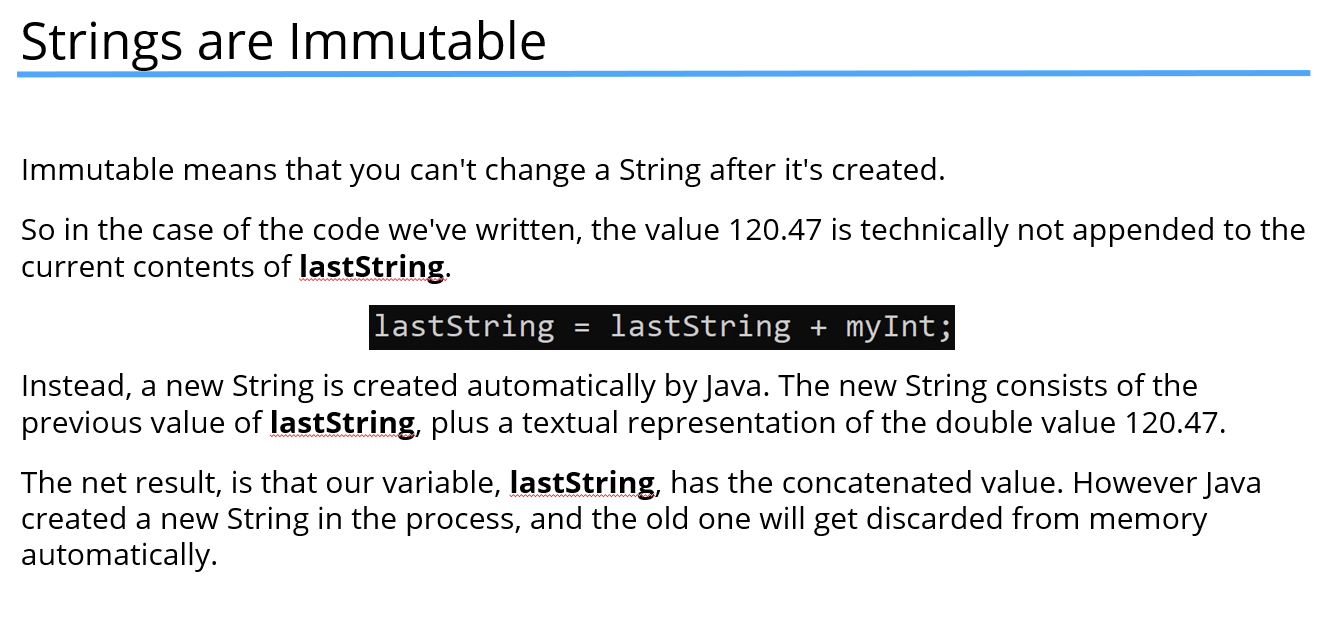 Strings are Immutable
Immutable means that you can't change a String after it's created.
So in the case of the code we've written, the value 120.47 is technically not appended to the
current contents of lastString.
lastString = lastString + myInt;
Instead, a new String is created automatically by Java. The new String consists of the
previous value of lastString, plus a textual representation of the double value 120.47.
The net result, is that our variable, lastString, has the concatenated value. However Java
created a new String in the process, and the old one will get discarded from memory
automatically.